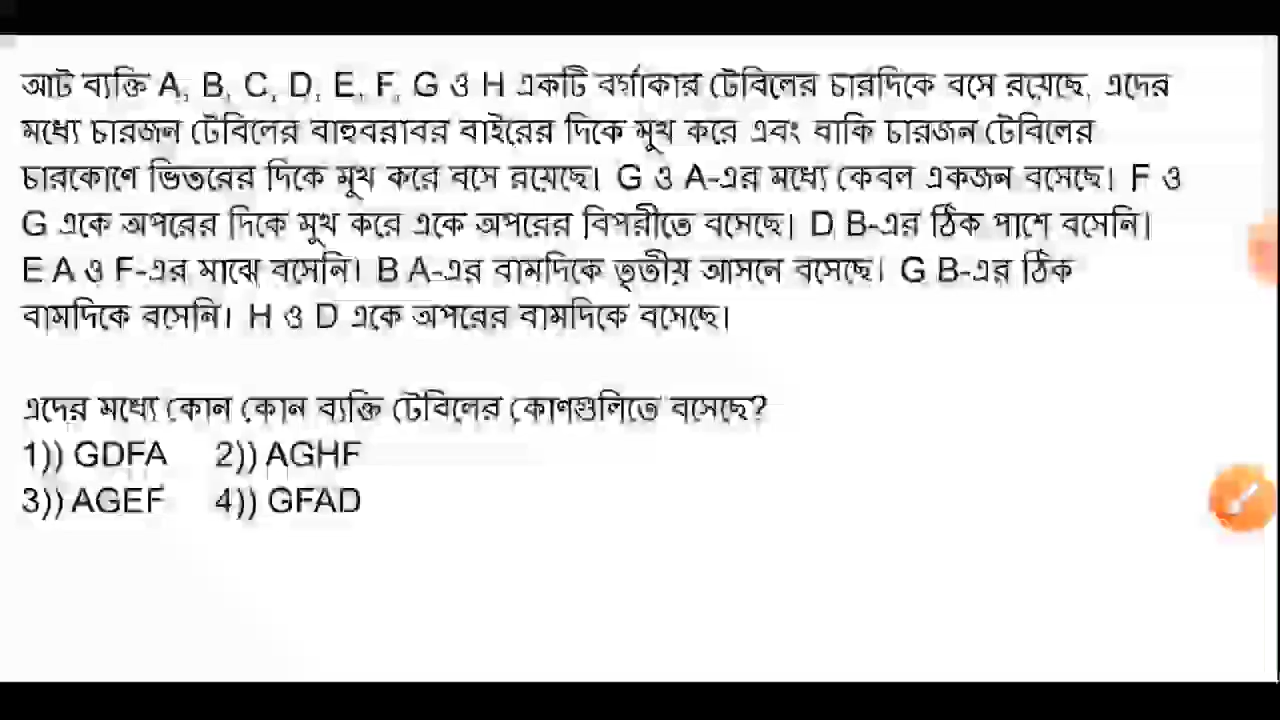 আট ব্যক্তি A, B, C, D, E, F, G ও H একটি বর্গাকার টেবিলের চারদিকে বসে রয়েছে, এদের
মধ্যে চারজন টেবিলের বাহুবরাবর বাইরের দিকে মুখ করে এবং বাকি চারজন টেবিলের
চারকোণে ভিতরের দিকে মুখ করে বসে রয়েছে। G ও A-এর মধ্যে কেবল একজন বসেছে। F ও
G একে অপরের দিকে মুখ করে একে অপরের বিপরীতে বসেছে। D B-এর ঠিক পাশে বসেনি।
E A ও F-এর মাঝে বসেনি। B A-এর বামদিকে তৃতীয় আসনে বসেছে। G B-এর ঠিক
বামদিকে বসেনি। H ও D একে অপরের বামদিকে বসেছে।
এদের মধ্যে কোন কোন ব্যক্তি টেবিলের কোণগুলিতে বসেছে?
1)) GDFA 2)) AGHF
3)) AGEF 4)) GFAD